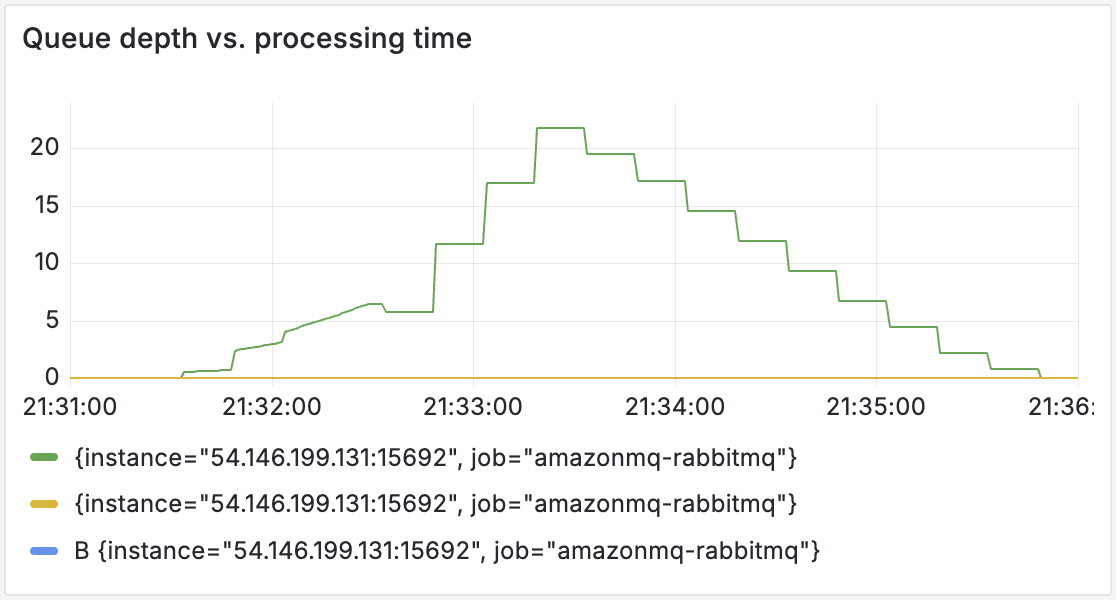 Queue depth vs. processing time
20
15
10
5
0
21:31:00 21:32:00 21:33:00 21:34:00 21:35:00 21:36:
{instance="54.146.199.131:15692", job="amazonmq-rabbitmq"}
{instance="54.146.199.131:15692", job="amazonmq-rabbitmq"}
B {instance="54.146.199.131:15692", job="amazonmq-rabbitmq"}